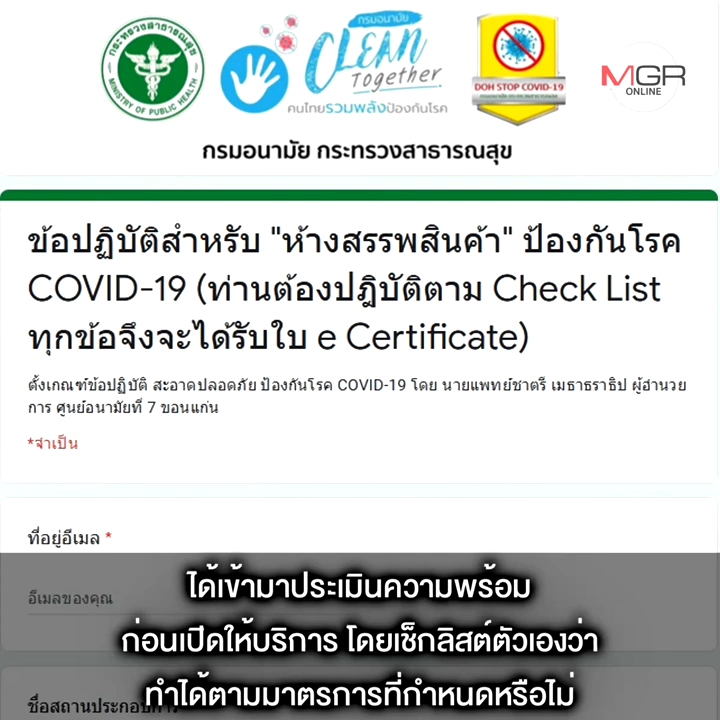 กระทรวงสาธารณสุข
MINISTRY OF PUBLIC HEALTH
กรมอนามัย
CLEAN
Together
คนไทยรวมพลังป้องกันโรค
DOH STOP COVID-19
MGR
ONLINE
กรมอนามัย กระทรวงสาธารณสุข
ข้อปฏิบัติสำหรับ "ห้างสรรพสินค้า" ป้องกันโรค
COVID-19 (ท่านต้องปฎิบัติตาม Check List
ทุกข้อจึงจะได้รับใบ e Certificate)
ตั้งเกณฑ์ข้อปฏิบัติ สะอาดปลอดภัย ป้องกันโรค COVID-19 โดย นายแพทย์ชาตรี เมธาธราธิป ผู้อำนวย
การ ศูนย์อนามัยที่ 7 ขอนแก่น
*จำเป็น
ที่อยู่อีเมล *
อีเมลของคุณ
ได้เข้ามาประเมินความพร้อม
ก่อนเปิดให้บริการ โดยเช็กลิสต์ตัวเองว่า
ชื่อสถานประกอบการ
ทำได้ตามมาตรการที่กำหนดหรือไม่